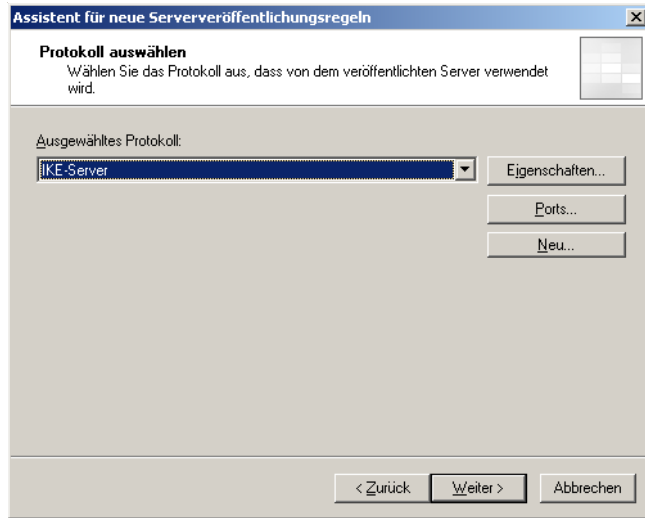 Assistent für neue Serververöffentlichungsregeln
Protokoll auswählen
Wählen Sie das Protokoll aus, dass von dem veröffentlichten Server verwendet
wird.
Ausgewähltes Protokoll:
IKE-Server
Eigenschaften...
Ports...
Neu...
< Zurück
Weiter >
Abbrechen